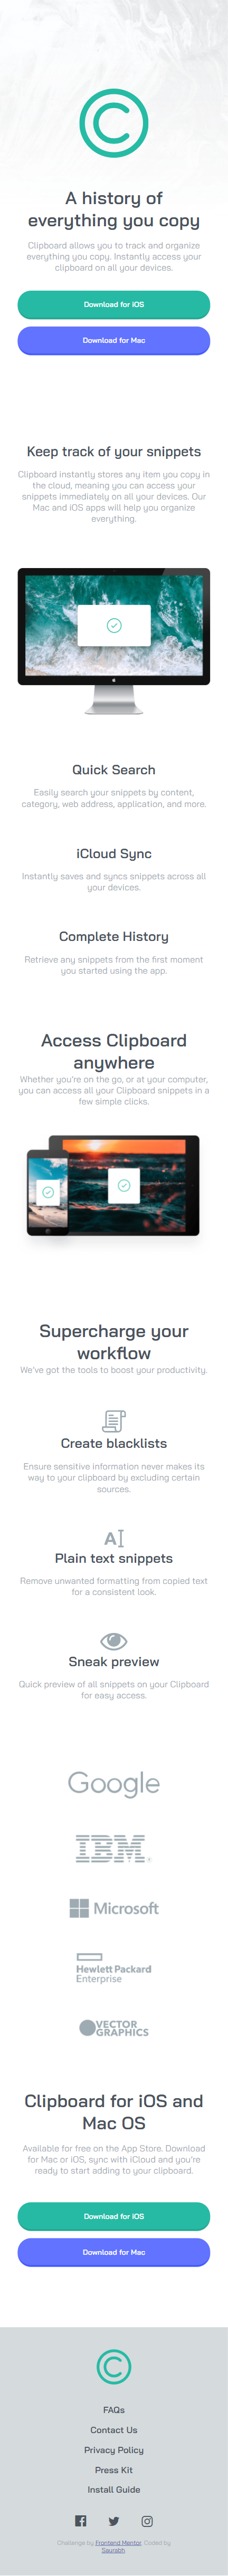 A history of
everything you copy
Clipboard allows you to track and organize
everything you copy. Instantly access your
clipboard on all your devices.
Download for iOS
Download for Mac
Keep track of your snippets
Clipboard instantly stores any item you copy in
the cloud, meaning you can access your
snippets immediately on all your devices. Our
Mac and iOS apps will help you organize
everything.
Quick Search
Easily search your snippets by content,
category, web address, application, and more.
iCloud Sync
Instantly saves and syncs snippets across all
your devices.
Complete History
Retrieve any snippets from the first moment
you started using the app.
Access Clipboard
anywhere
Whether you're on the go, or at your computer,
you can access all your Clipboard snippets in a
few simple clicks.
Supercharge your
workflow
We've got the tools to boost your productivity.
Create blacklists
Ensure sensitive information never makes its
way to your clipboard by excluding certain
sources.
A
Plain text snippets
Remove unwanted formatting from copied text
for a consistent look.
Sneak preview
Quick preview of all snippets on your Clipboard
for easy access.
Google
IBM
Microsoft
Hewlett Packard
Enterprise
VECTOR
GRAPHICS
Clipboard for iOS and
Mac OS
Available for free on the App Store. Download
for Mac or iOS, sync with iCloud and you're
ready to start adding to your clipboard.
Download for iOS
Download for Mac
FAQs
Contact Us
Privacy Policy
Press Kit
Install Guide
Challenge by Frontend Mentor. Coded by
Saurabh.